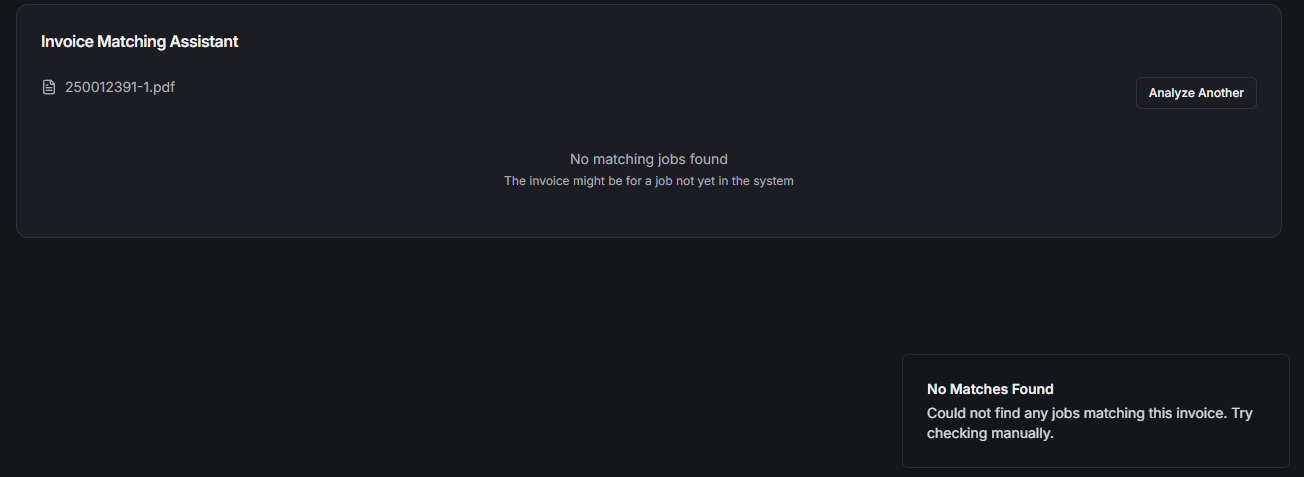 Invoice Matching Assistant
250012391-1.pdf
Analyze Another
No matching jobs found
The invoice might be for a job not yet in the system
No Matches Found
Could not find any jobs matching this invoice. Try
checking manually.